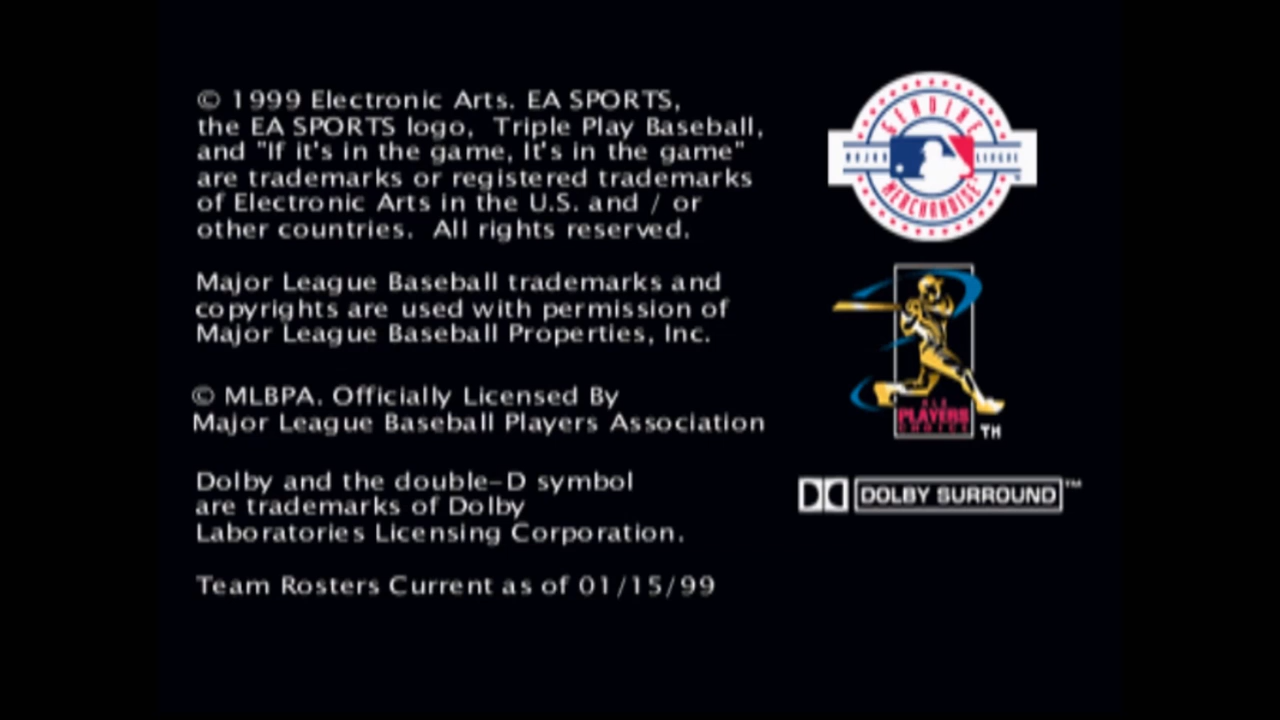 © 1999 Electronic Arts. EA SPORTS,
the EA SPORTS logo, Triple Play Baseball,
and "If it's in the game, It's in the game"
are trademarks or registered trademarks
of Electronic Arts in the U.S. and / or
other countries. All rights reserved.
GENUINE
MAJOR LEAGUE
MERCHANDISE
Major League Baseball trademarks and
copyrights are used with permission of
Major League Baseball Properties, Inc.
© MLBPA. Officially Licensed By
Major League Baseball Players Association
PLAYERS
CHOICE
TM
Dolby and the double-D symbol
are trademarks of Dolby
Laboratories Licensing Corporation.
DOLBY SURROUND™
Team Rosters Current as of 01/15/99